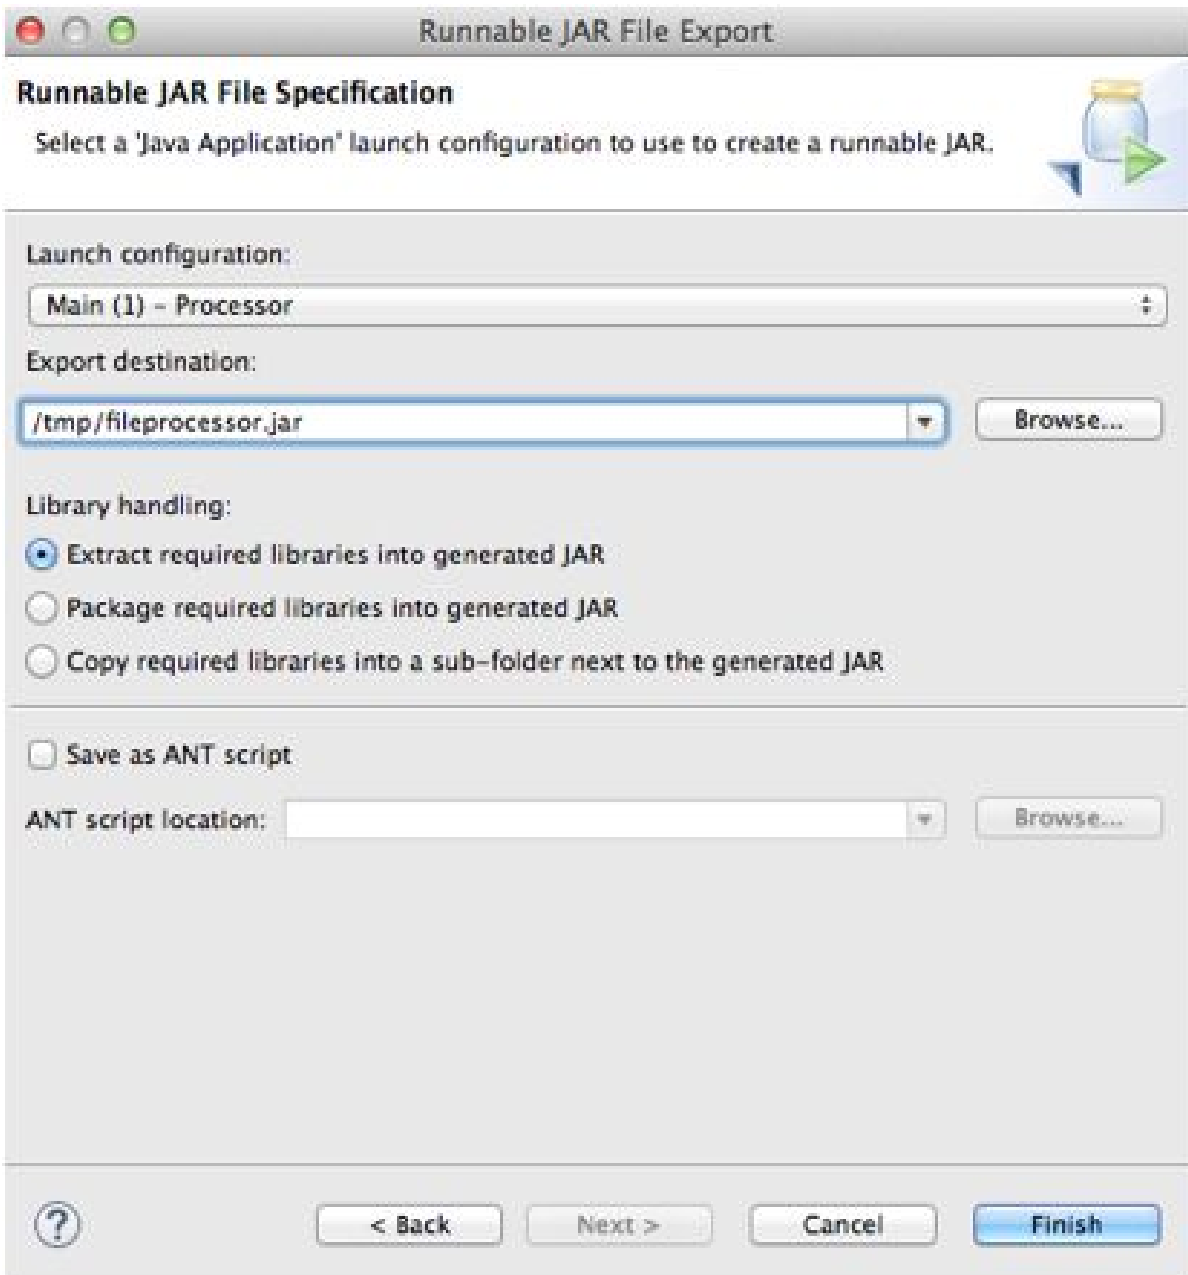 Runnable JAR File Export
Runnable JAR File Specification
Select a 'Java Application' launch configuration to use to create a runnable JAR.
Launch configuration:
Main (1) – Processor
Export destination:
/tmp/fileprocessor.jar
Browse...
Library handling:
Extract required libraries into generated JAR
Package required libraries into generated JAR
Copy required libraries into a sub-folder next to the generated JAR
Save as ANT script
ANT script location:
Browse...
?
< Back
Next >
Cancel
Finish